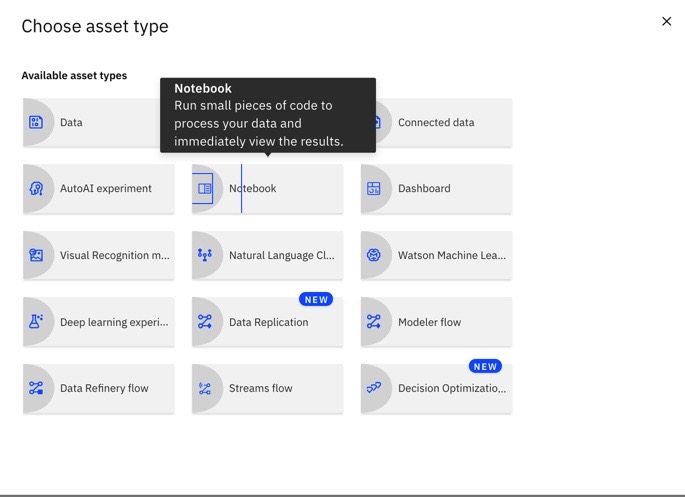 Choose asset type
Available asset types
Notebook
Run small pieces of code to
process your data and
immediately view the results.
Data
Connected data
AutoAI experiment
Notebook
Dashboard
Visual Recognition m...
Natural Language Cl...
Watson Machine Lea...
Deep learning experi...
NEW
Data Replication
Modeler flow
Data Refinery flow
Streams flow
NEW
Decision Optimizatio...